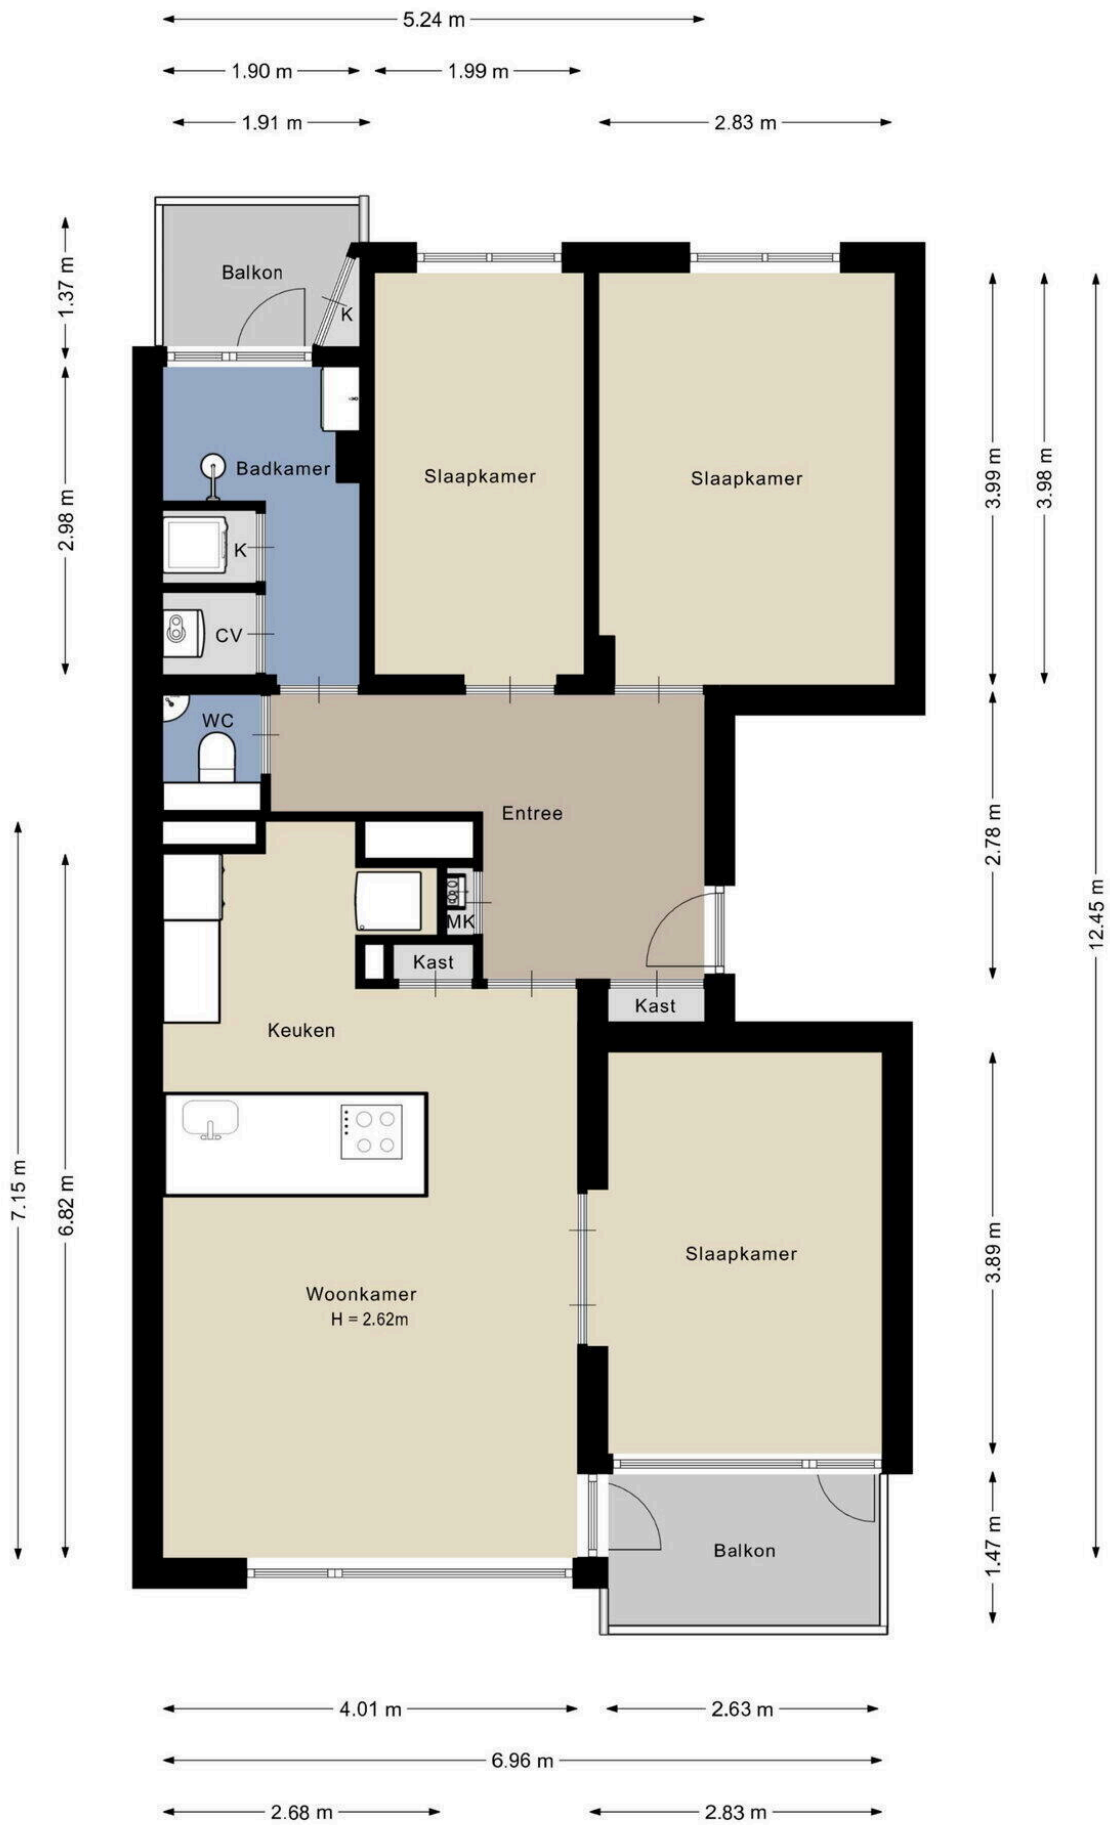 5.24 m
1.90 m
1.99 m
1.91 m
2.83 m
1.37 m
Balkon
K
2.98 m
Badkamer
Slaapkamer
Slaapkamer
3.99 m
3.98 m
K
CV
WC
Entree
2.78 m
12.45 m
MK
Kast
Kast
Keuken
7.15 m
6.82 m
3.89 m
Slaapkamer
Woonkamer
H = 2.62m
1.47 m
Balkon
4.01 m
2.63 m
6.96 m
2.68 m
2.83 m